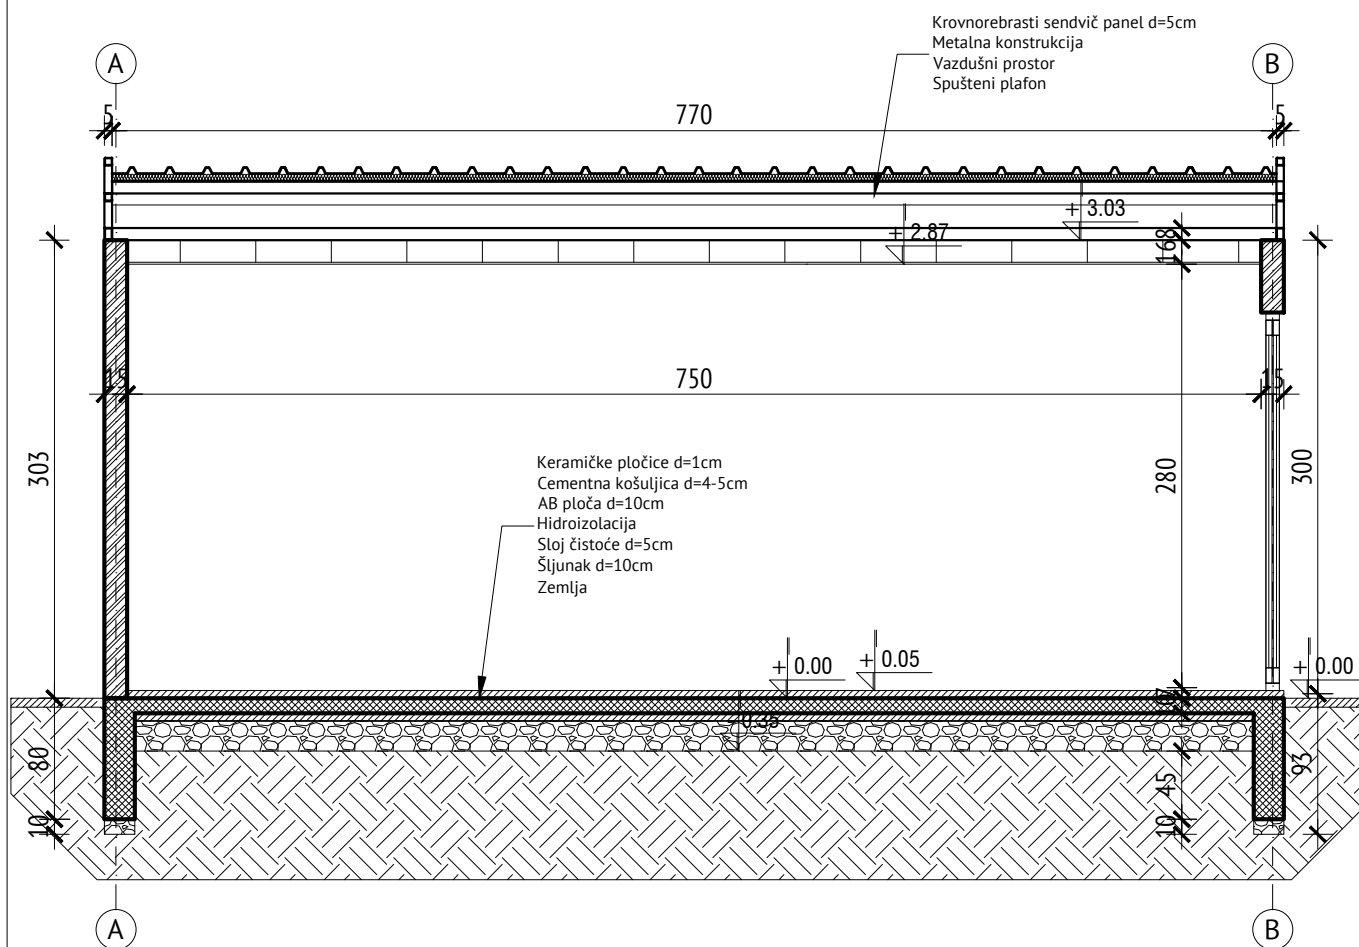 Krovnorebrasti sendvič panel d=5cm
Metalna konstrukcija
Vazdušni prostor
Spušteni plafon
A
B
5
770
5
+ 3.03
+ 2.87
168
15
750
15
303
280
300
Keramičke pločice d=1cm
Cementna košuljica d=4-5cm
AB ploča d=10cm
Hidroizolacija
Sloj čistoće d=5cm
Šljunak d=10cm
Zemlja
+ 0.00
+ 0.05
+ 0.00
0.35
80
45
93
10
10
A
B